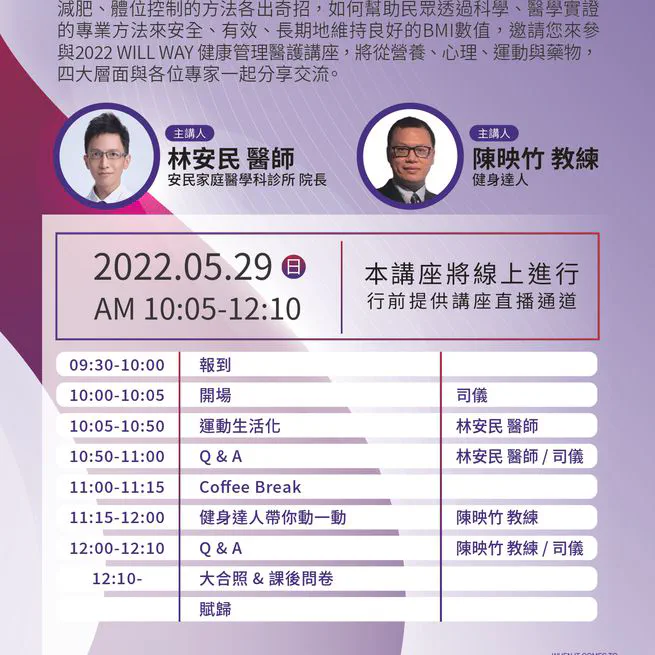 減肥、體位控制的方法各出奇招，如何幫助民眾透過科學、醫學實證
的專業方法來安全、有效、長期地維持良好的BMI數值，邀請您來參
與2022 WILL WAY 健康管理醫護講座，將從營養、心理、運動與藥物，
四大層面與各位專家一起分享交流。
主講人
林安民 醫師
安民家庭醫學科診所 院長
主講人
陳映竹 教練
健身達人
2022.05.29 日
AM 10:05-12:10
本講座將線上進行
行前提供講座直播通道
09:30-10:00 報到
10:00-10:05 開場 司儀
10:05-10:50 運動生活化 林安民 醫師
10:50-11:00 Q & A 林安民 醫師 / 司儀
11:00-11:15 Coffee Break
11:15-12:00 健身達人帶你動一動 陳映竹 教練
12:00-12:10 Q & A 陳映竹 教練 / 司儀
12:10- 大合照 & 課後問卷
賦歸
WHEN IT COMES TO